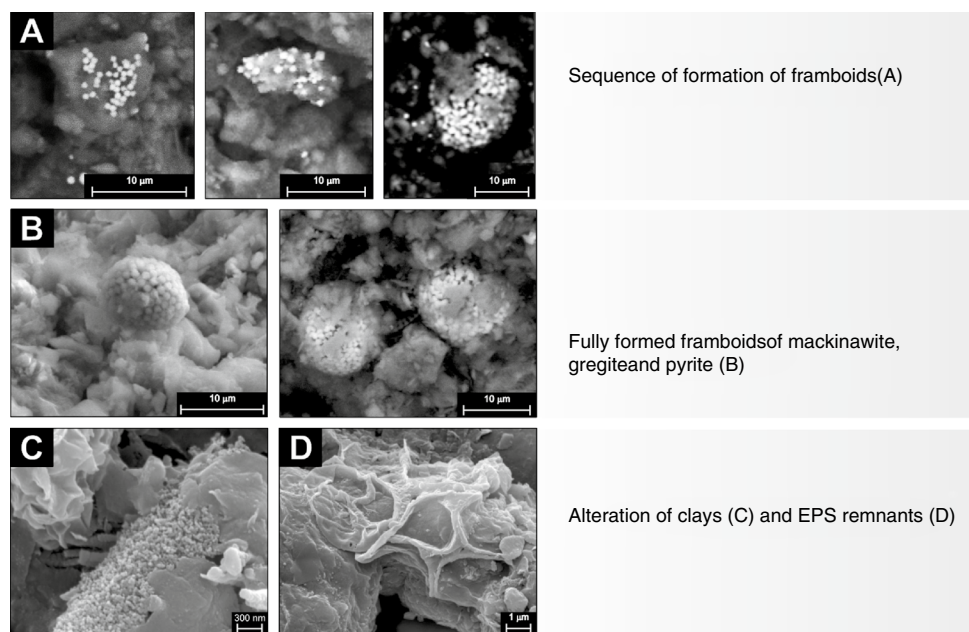 A
10 µm
10 µm
10 µm
Sequence of formation of framboids(A)
B
10 µm
10 µm
Fully formed framboidsof mackinawite,
gregiteand pyrite (B)
C
300 nm
D
1 µm
Alteration of clays (C) and EPS remnants (D)